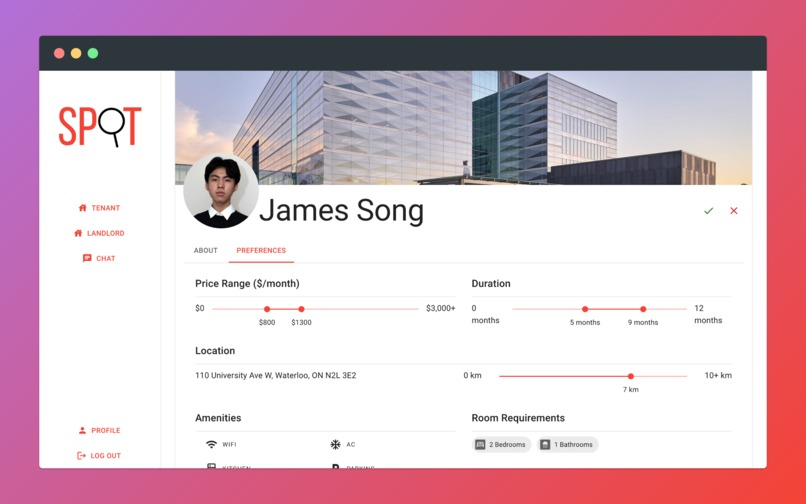 SPOT
TENANT
LANDLORD
CHAT
PROFILE
LOG OUT
James Song
ABOUT PREFERENCES
Price Range ($/month)
$0 $3,000+
$800 $1300
Duration
0 months 12 months
5 months 9 months
Location
110 University Ave W, Waterloo, ON N2L 3E2
0 km 10+ km
7 km
Amenities
WIFI AC
KITCHEN PARKING
Room Requirements
2 Bedrooms 1 Bathrooms